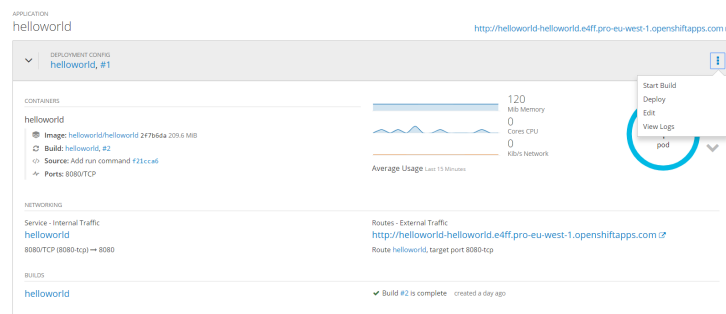 APPLICATION
helloworld
http://helloworld-helloworld.e4ff.pro-eu-west-1.openshiftapps.com
DEPLOYMENT CONFIG
helloworld, #1
Start Build
Deploy
Edit
View Logs
CONTAINERS
helloworld
Image: helloworld/helloworld 2f7b6da 209.6 MiB
Build: helloworld, #2
Source: Add run command f21cca6
Ports: 8080/TCP
120
Mib Memory
0
Cores CPU
0
Kib/s Network
Average Usage Last 15 Minutes
pod
NETWORKING
Service - Internal Traffic
helloworld
8080/TCP (8080-tcp) → 8080
Routes - External Traffic
http://helloworld-helloworld.e4ff.pro-eu-west-1.openshiftapps.com
Route helloworld, target port 8080-tcp
BUILDS
helloworld
Build #2 is complete created a day ago